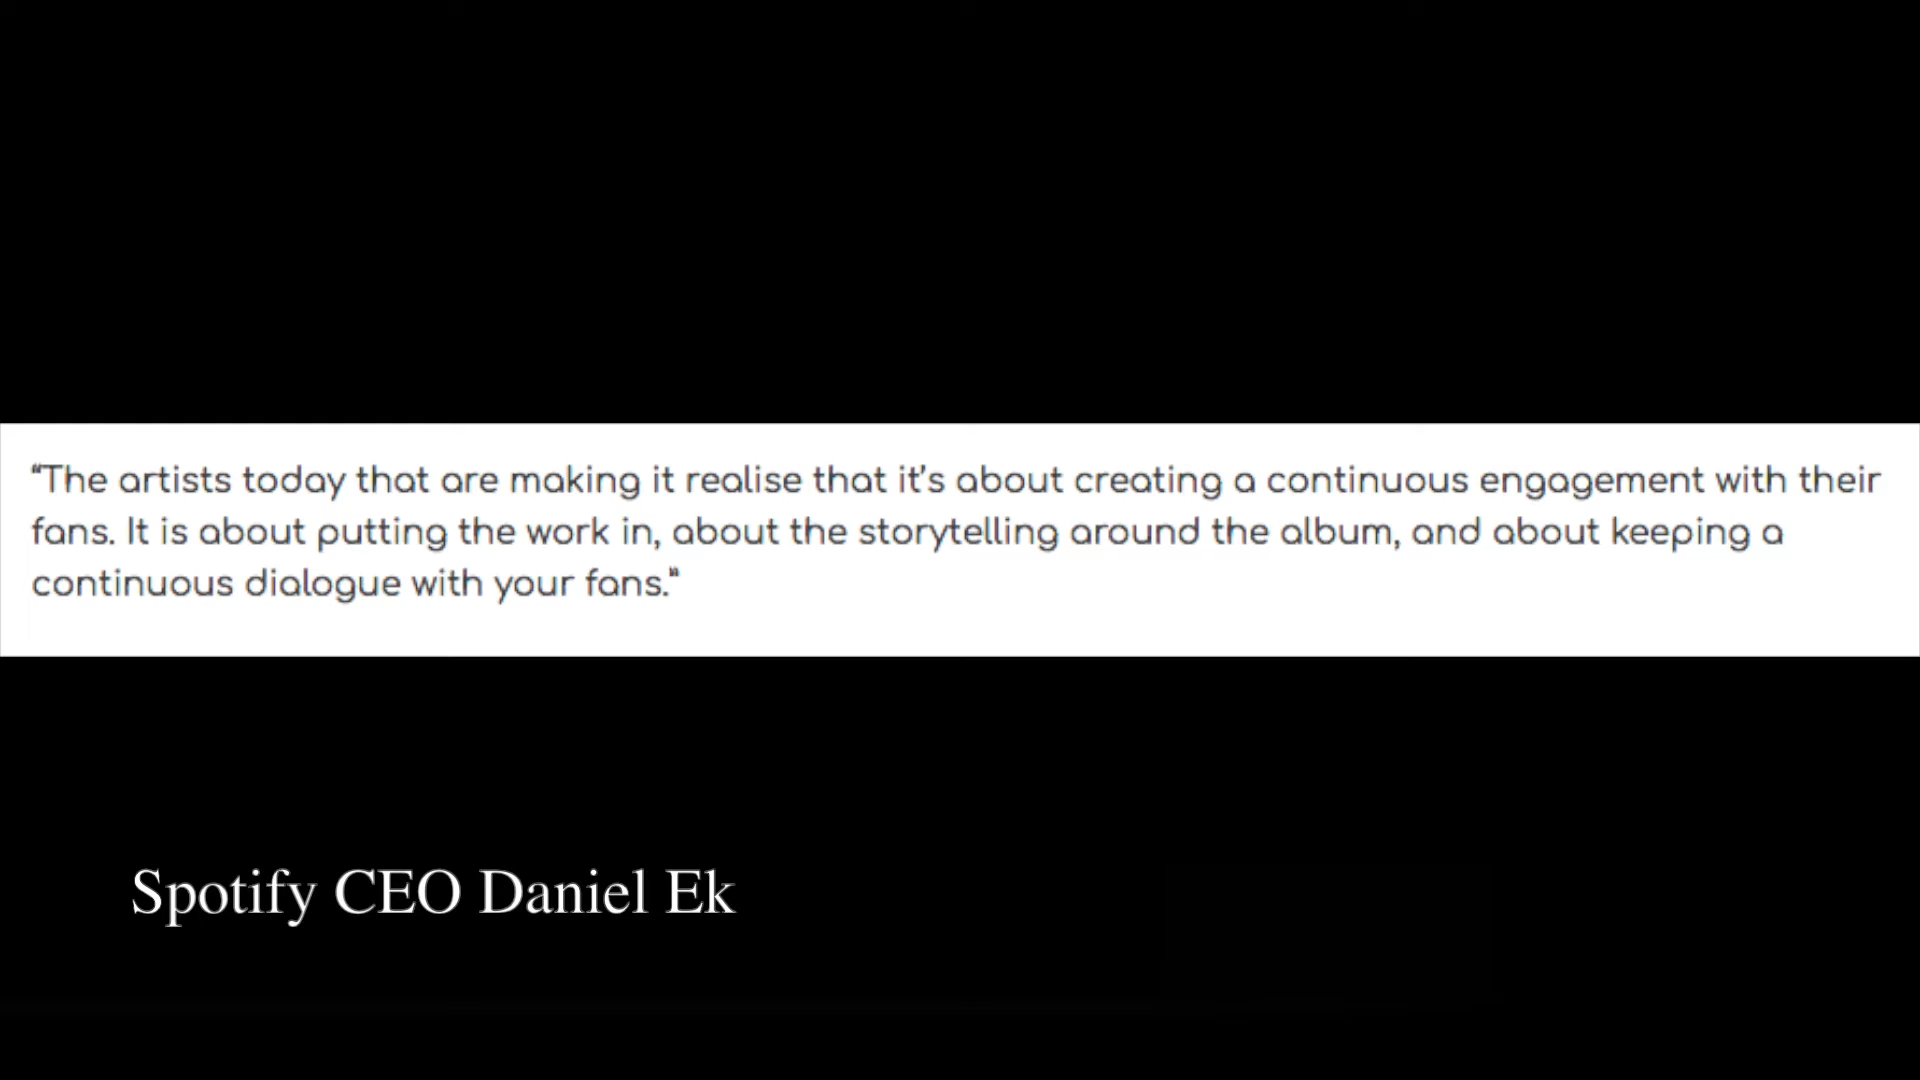 “The artists today that are making it realise that it’s about creating a continuous engagement with their
fans. It is about putting the work in, about the storytelling around the album, and about keeping a
continuous dialogue with your fans.”
Spotify CEO Daniel Ek